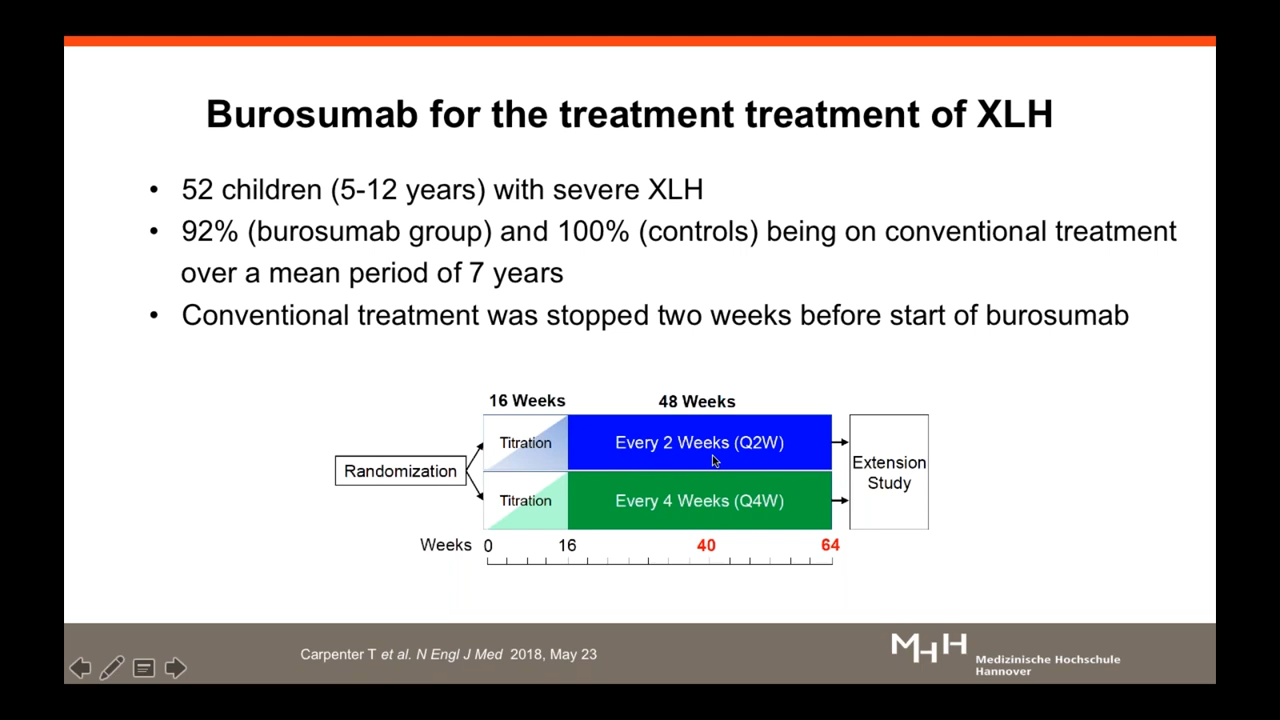 Burosumab for the treatment treatment of XLH
• 52 children (5-12 years) with severe XLH
• 92% (burosumab group) and 100% (controls) being on conventional treatment
over a mean period of 7 years
• Conventional treatment was stopped two weeks before start of burosumab
16 Weeks 48 Weeks
Randomization
Titration Every 2 Weeks (Q2W)
Titration Every 4 Weeks (Q4W)
Extension
Study
Weeks 0 16 40 64
Carpenter T et al. N Engl J Med 2018, May 23
MHH
Medizinische Hochschule
Hannover